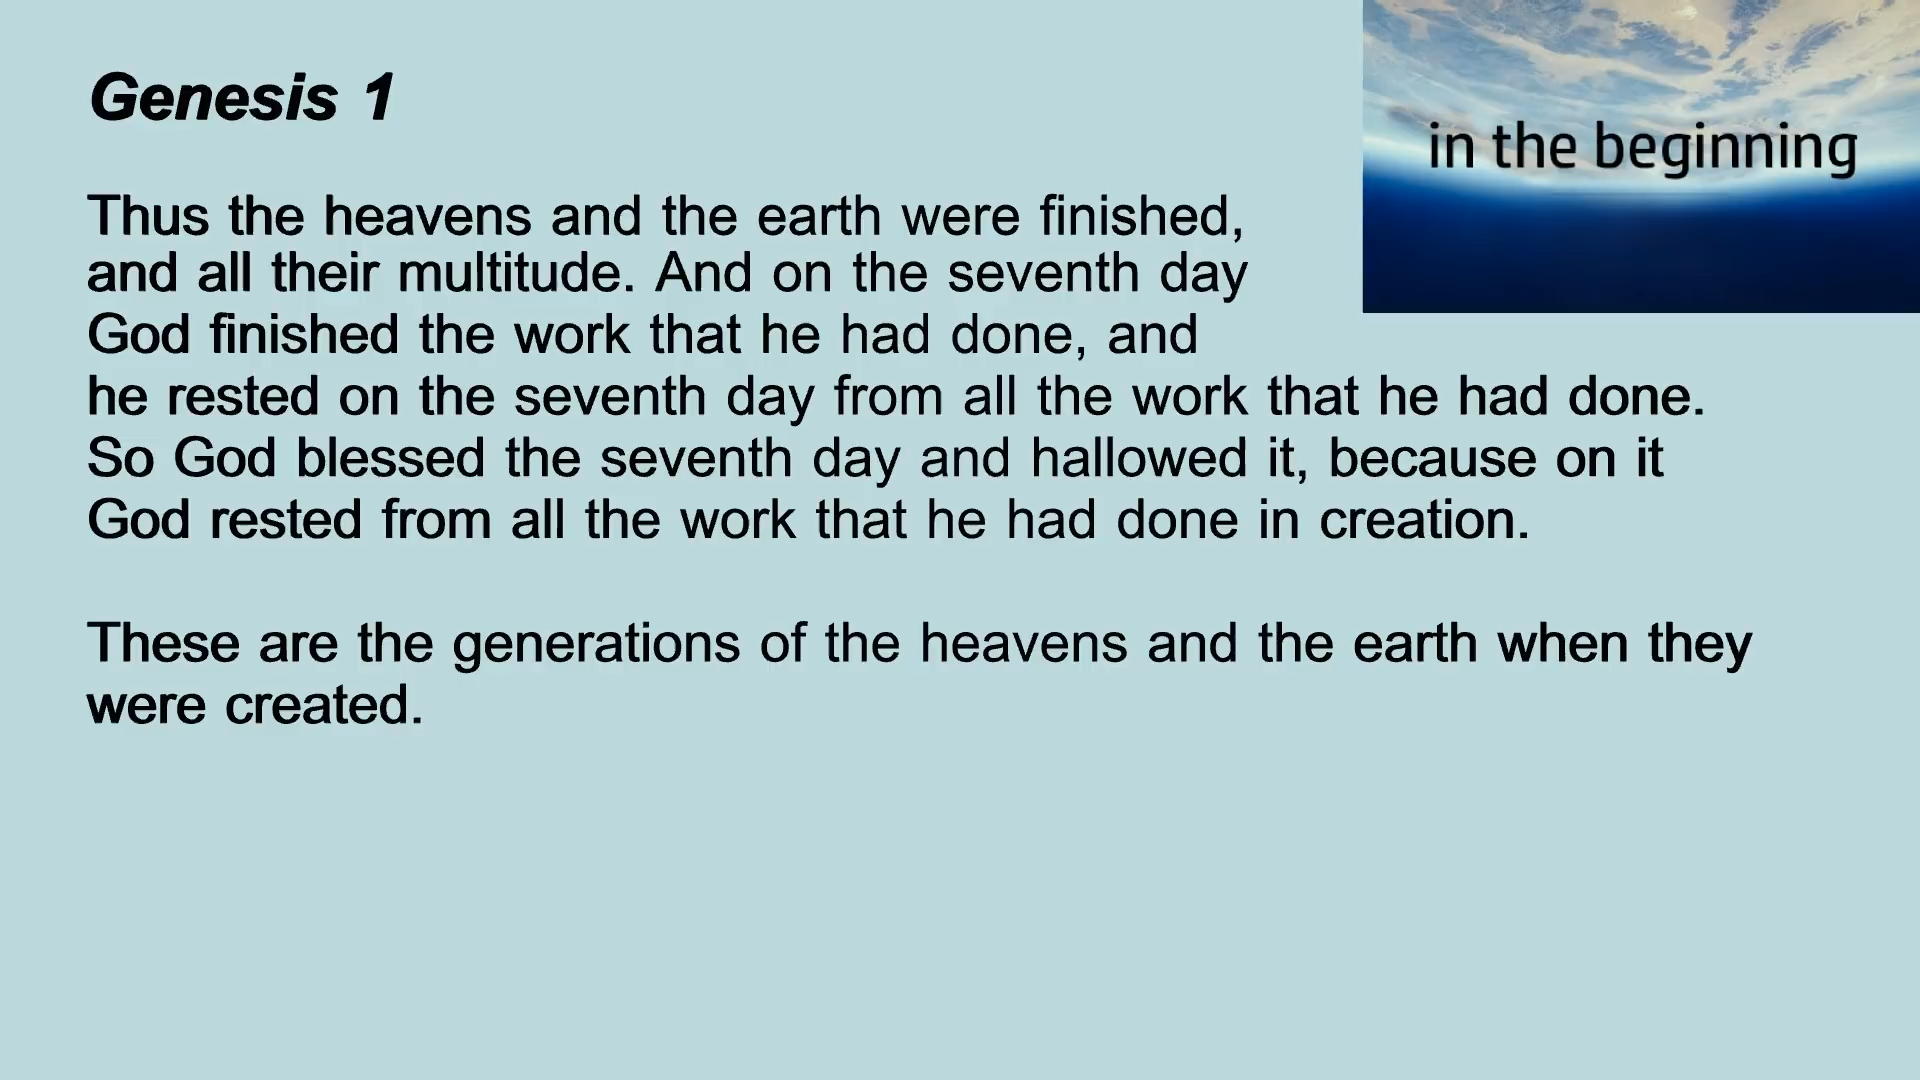 Genesis 1
in the beginning
Thus the heavens and the earth were finished,
and all their multitude. And on the seventh day
God finished the work that he had done, and
he rested on the seventh day from all the work that he had done.
So God blessed the seventh day and hallowed it, because on it
God rested from all the work that he had done in creation.
These are the generations of the heavens and the earth when they
were created.